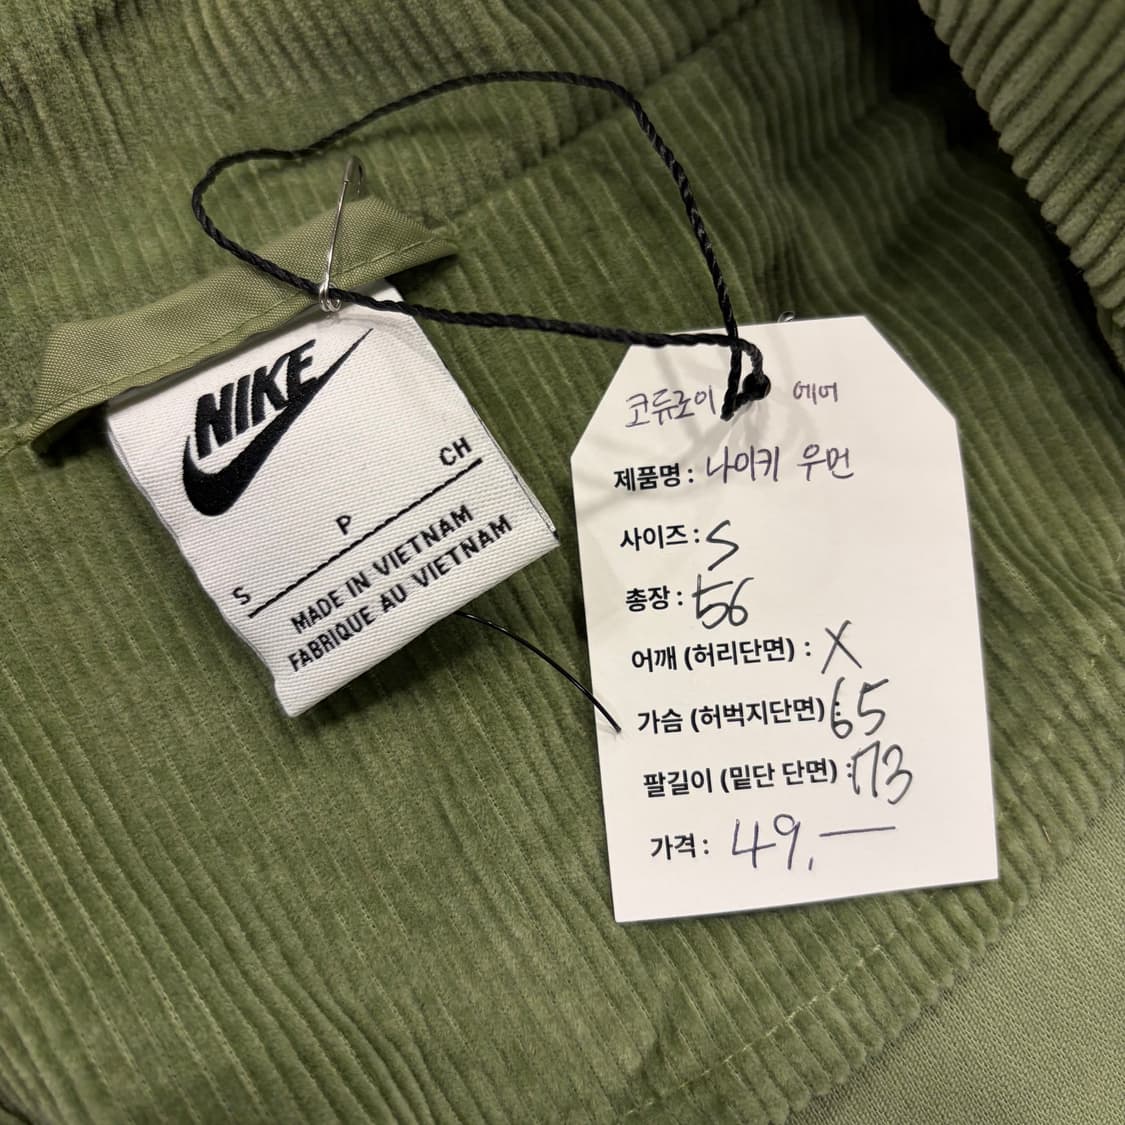 NIKE
S P CH
MADE IN VIETNAM
FABRIQUE AU VIETNAM
코듀로이 에어
제품명 : 나이키 우먼
사이즈 : S
총장 : 56
어깨 (허리단면) : X
가슴 (허벅지단면) : 65
팔길이 (밑단 단면) : 73
가격 : 49,—